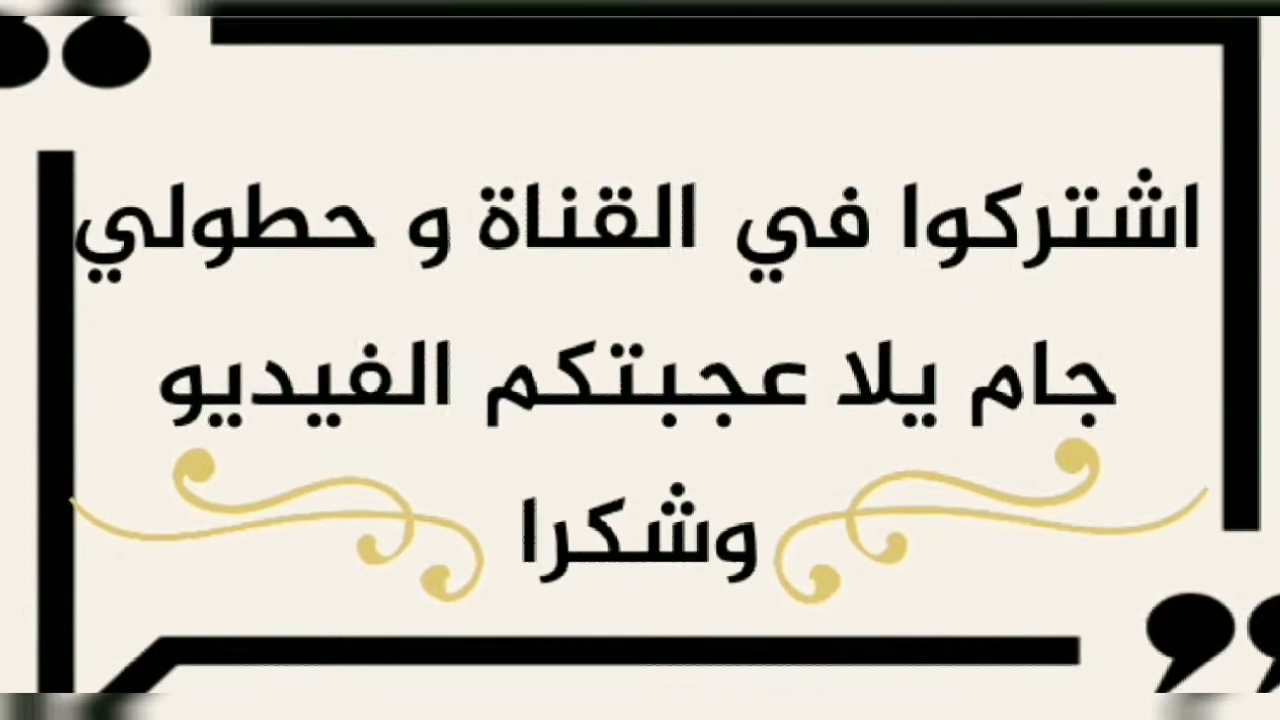 اشتركوا في القناة و حطولي
جام يلا عجبتكم الفيديو
وشكرا